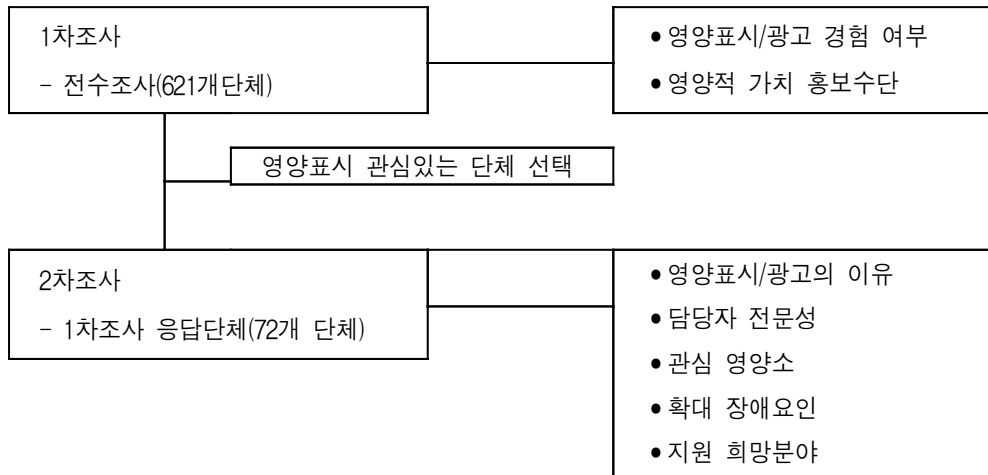 1차조사
- 전수조사(621개단체)
● 영양표시/광고 경험 여부
● 영양적 가치 홍보수단
영양표시 관심있는 단체 선택
2차조사
- 1차조사 응답단체(72개 단체)
● 영양표시/광고의 이유
● 담당자 전문성
● 관심 영양소
● 확대 장애요인
● 지원 희망분야